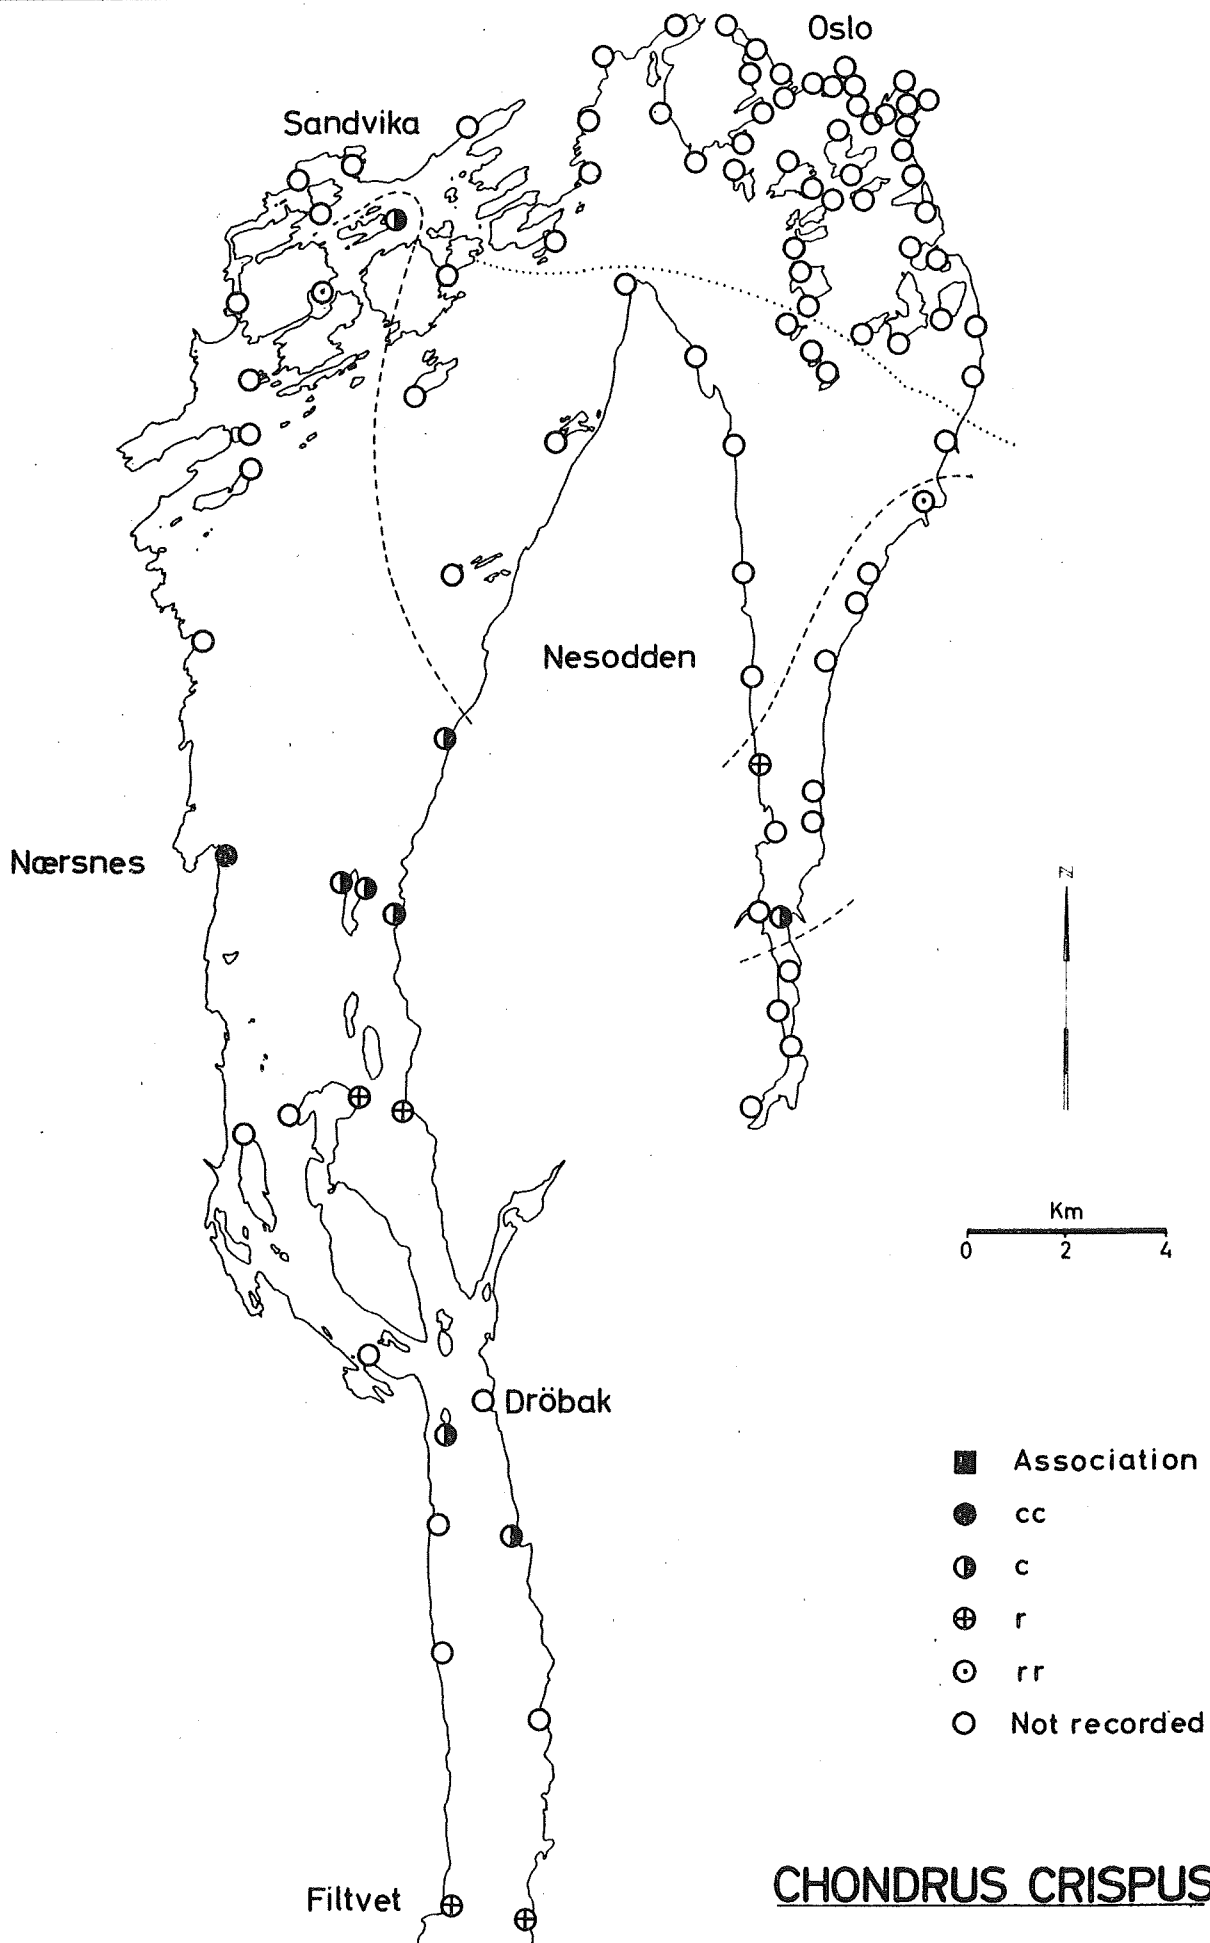 Oslo
Sandvika
Nesodden
Nærsnes
N
Km
0 2 4
Dröbak
Association
cc
c
r
rr
Not recorded
Filtvet
CHONDRUS CRISPUS